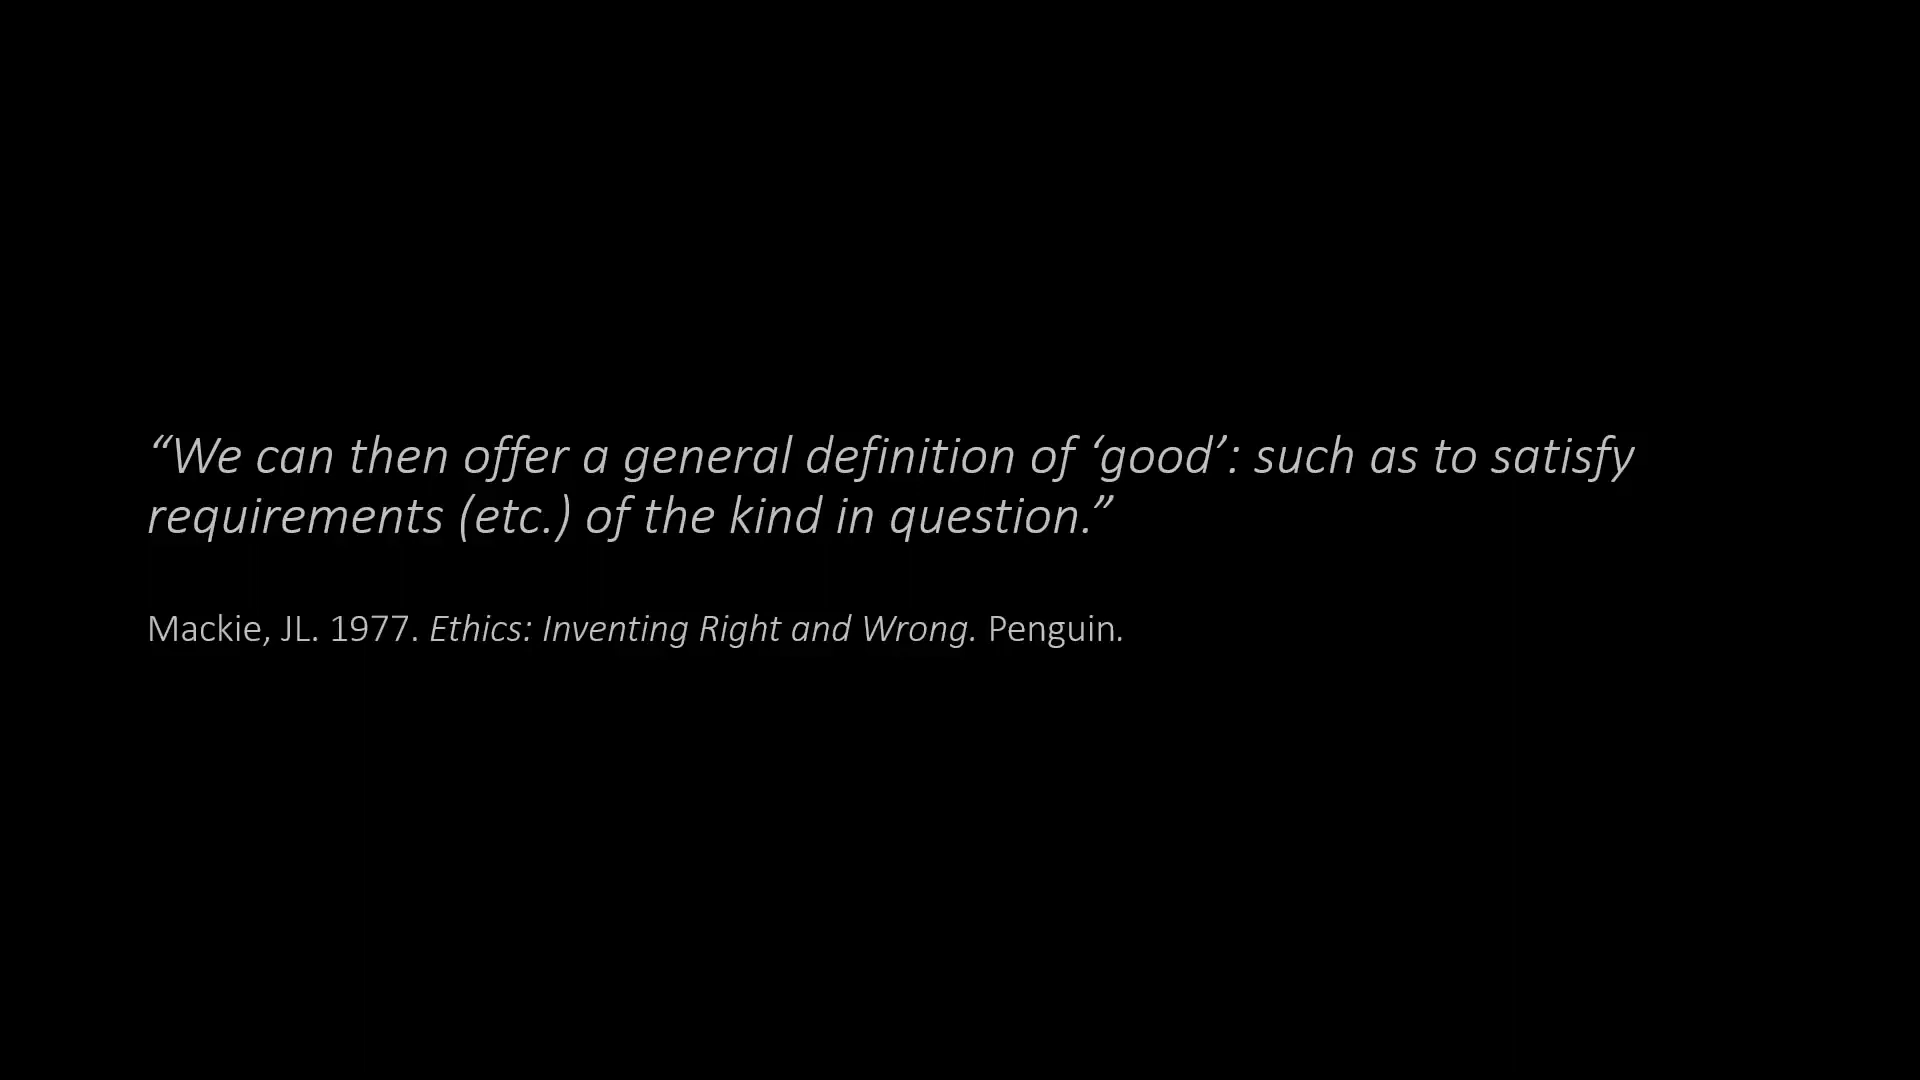 “We can then offer a general definition of ‘good’: such as to satisfy
requirements (etc.) of the kind in question.”
Mackie, JL. 1977. Ethics: Inventing Right and Wrong. Penguin.